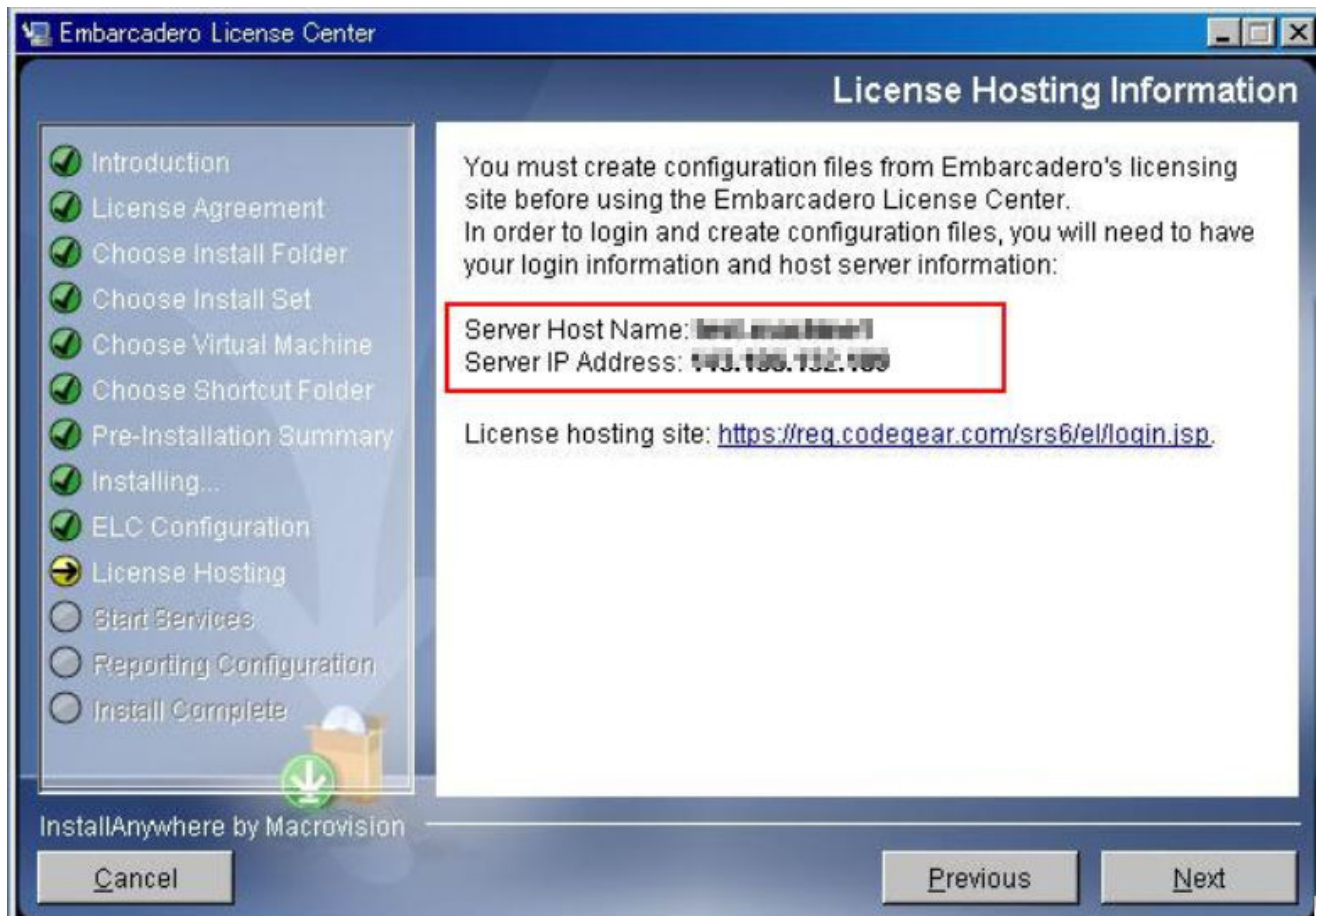 Embarcadero License Center
License Hosting Information
Introduction
License Agreement
Choose Install Folder
Choose Install Set
Choose Virtual Machine
Choose Shortcut Folder
Pre-Installation Summary
Installing...
ELC Configuration
License Hosting
Start Services
Reporting Configuration
Install Complete
You must create configuration files from Embarcadero's licensing
site before using the Embarcadero License Center.
In order to login and create configuration files, you will need to have
your login information and host server information:
Server Host Name:
Server IP Address:
License hosting site: https://reg.codegear.com/srs6/el/login.jsp.
InstallAnywhere by Macrovision
Cancel
Previous
Next